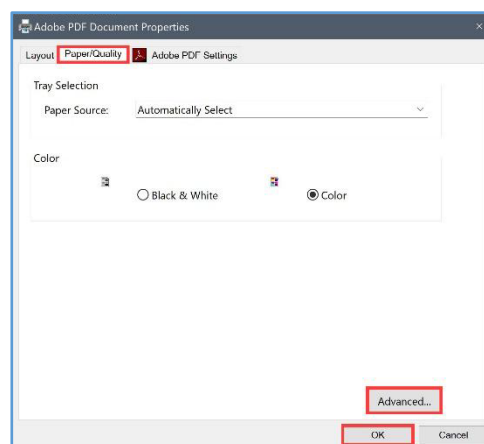 Adobe PDF Document Properties
Layout Paper/Quality Adobe PDF Settings
Tray Selection
Paper Source: Automatically Select
Color
Black & White Color
Advanced...
OK Cancel